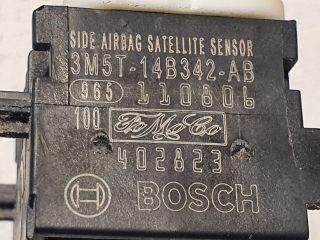 SIDE AIRBAG SATELLITE SENSOR
3M5T-14B342-AB
965 110806
100 FoMoCo
402823
BOSCH